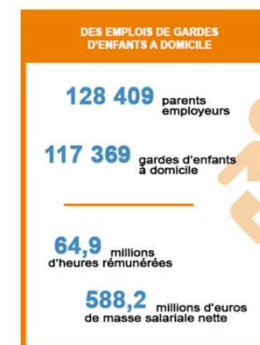 DES EMPLOIS DE GARDES
D'ENFANTS A DOMICILE
128 409 parents
employeurs
117 369 gardes d'enfants
à domicile
64,9 millions
d'heures rémunérées
588,2 millions d'euros
de masse salariale nette